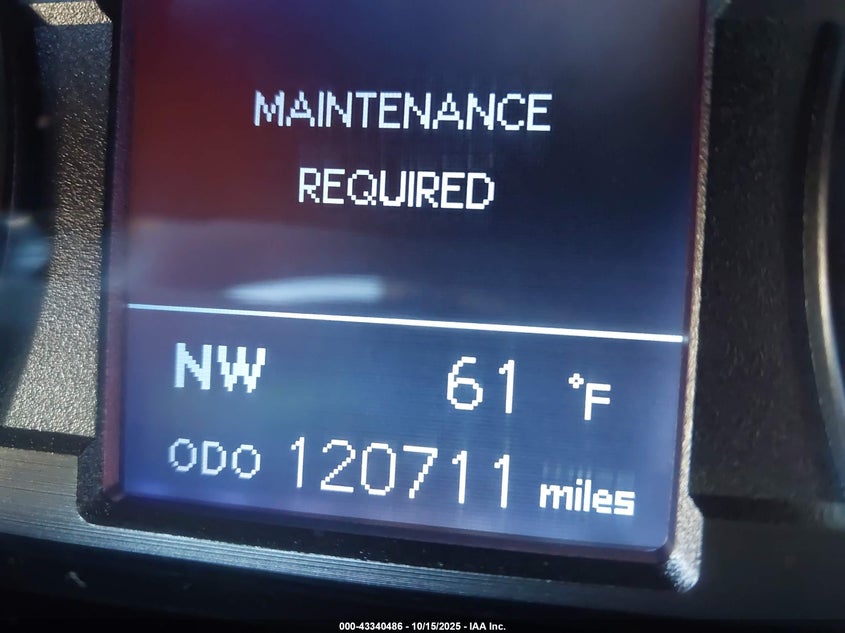 MAINTENANCE
REQUIRED
NW 61 °F
ODO 120711 miles
000-43340486 - 10/15/2025 - IAA Inc.